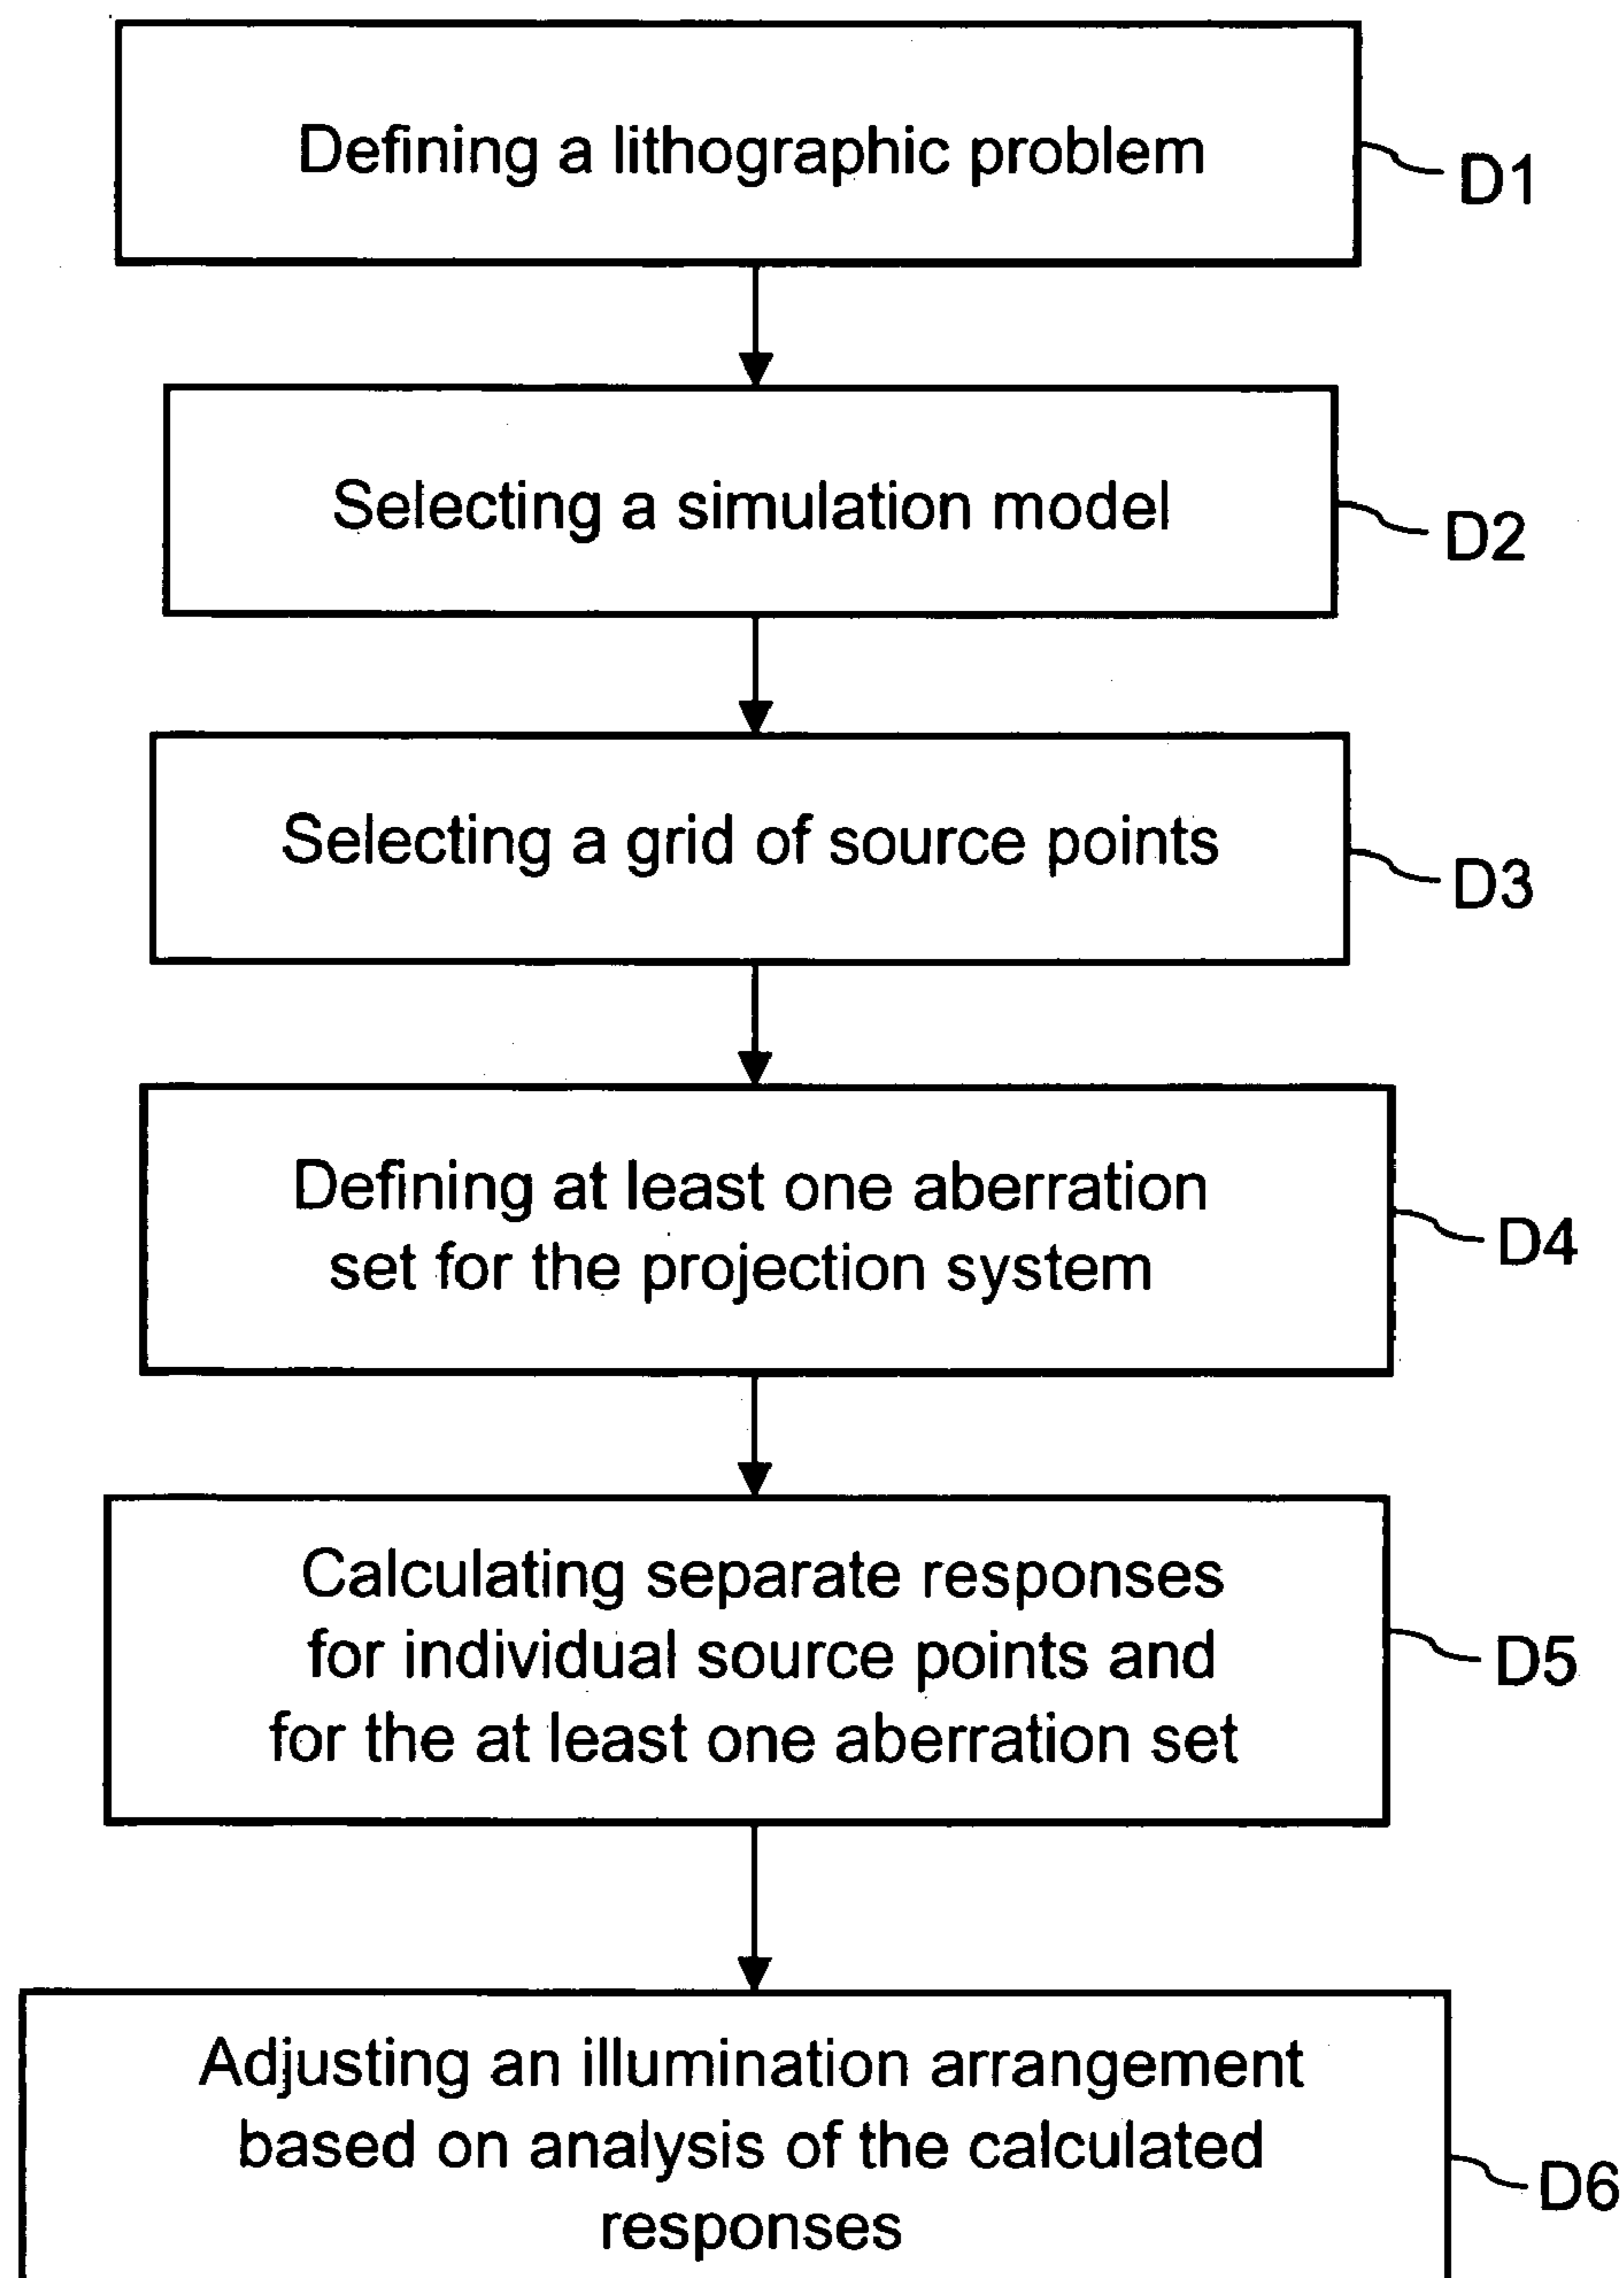 Defining a lithographic problem
D1
Selecting a simulation model
D2
Selecting a grid of source points
D3
Defining at least one aberration
set for the projection system
D4
Calculating separate responses
for individual source points and
for the at least one aberration set
D5
Adjusting an illumination arrangement
based on analysis of the calculated
responses
D6